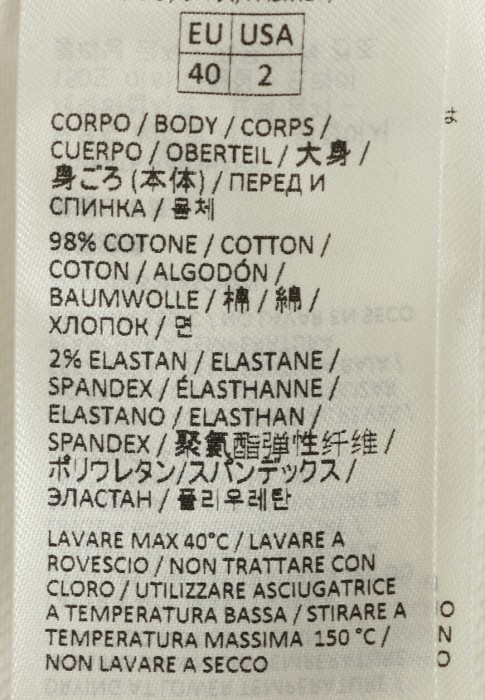 EU USA
40 2
CORPO / BODY / CORPS /
CUERPO / OBERTEIL / 大身 /
身ごろ (本体) / ПЕРЕД И
СПИНКА / 몸체
98% COTONE / COTTON /
COTON / ALGODÓN /
BAUMWOLLE / 棉 / 綿 /
ХЛОПОК / 면
2% ELASTAN / ELASTANE /
SPANDEX / ÉLASTHANNE /
ELASTANO / ELASTHAN /
SPANDEX / 聚氨酯弹性纤维 /
ポリウレタン/スパンデックス /
ЭЛАСТАН / 폴리우레탄
LAVARE MAX 40°C / LAVARE A
ROVESCIO / NON TRATTARE CON
CLORO / UTILIZZARE ASCIUGATRICE
A TEMPERATURA BASSA / STIRARE A
TEMPERATURA MASSIMA 150 °C /
NON LAVARE A SECCO